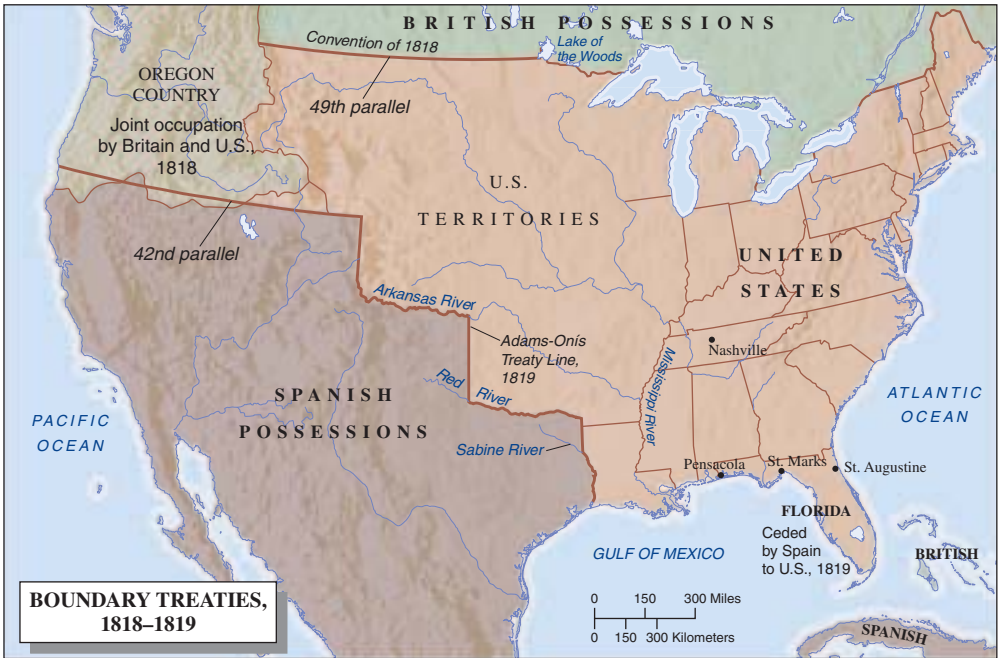 BRITISH POSSESSIONS
Convention of 1818
Lake of
the Woods
OREGON
COUNTRY
49th parallel
Joint occupation
by Britain and U.S.,
1818
U.S.
TERRITORIES
42nd parallel
UNITED
STATES
Arkansas River
Adams-Onís
Treaty Line,
1819
Nashville
Mississippi River
Red River
SPANISH
POSSESSIONS
PACIFIC
OCEAN
ATLANTIC
OCEAN
Sabine River
Pensacola
St. Marks
St. Augustine
FLORIDA
Ceded
by Spain
to U.S., 1819
GULF OF MEXICO
BRITISH
BOUNDARY TREATIES,
1818–1819
0 150 300 Miles
0 150 300 Kilometers
SPANISH